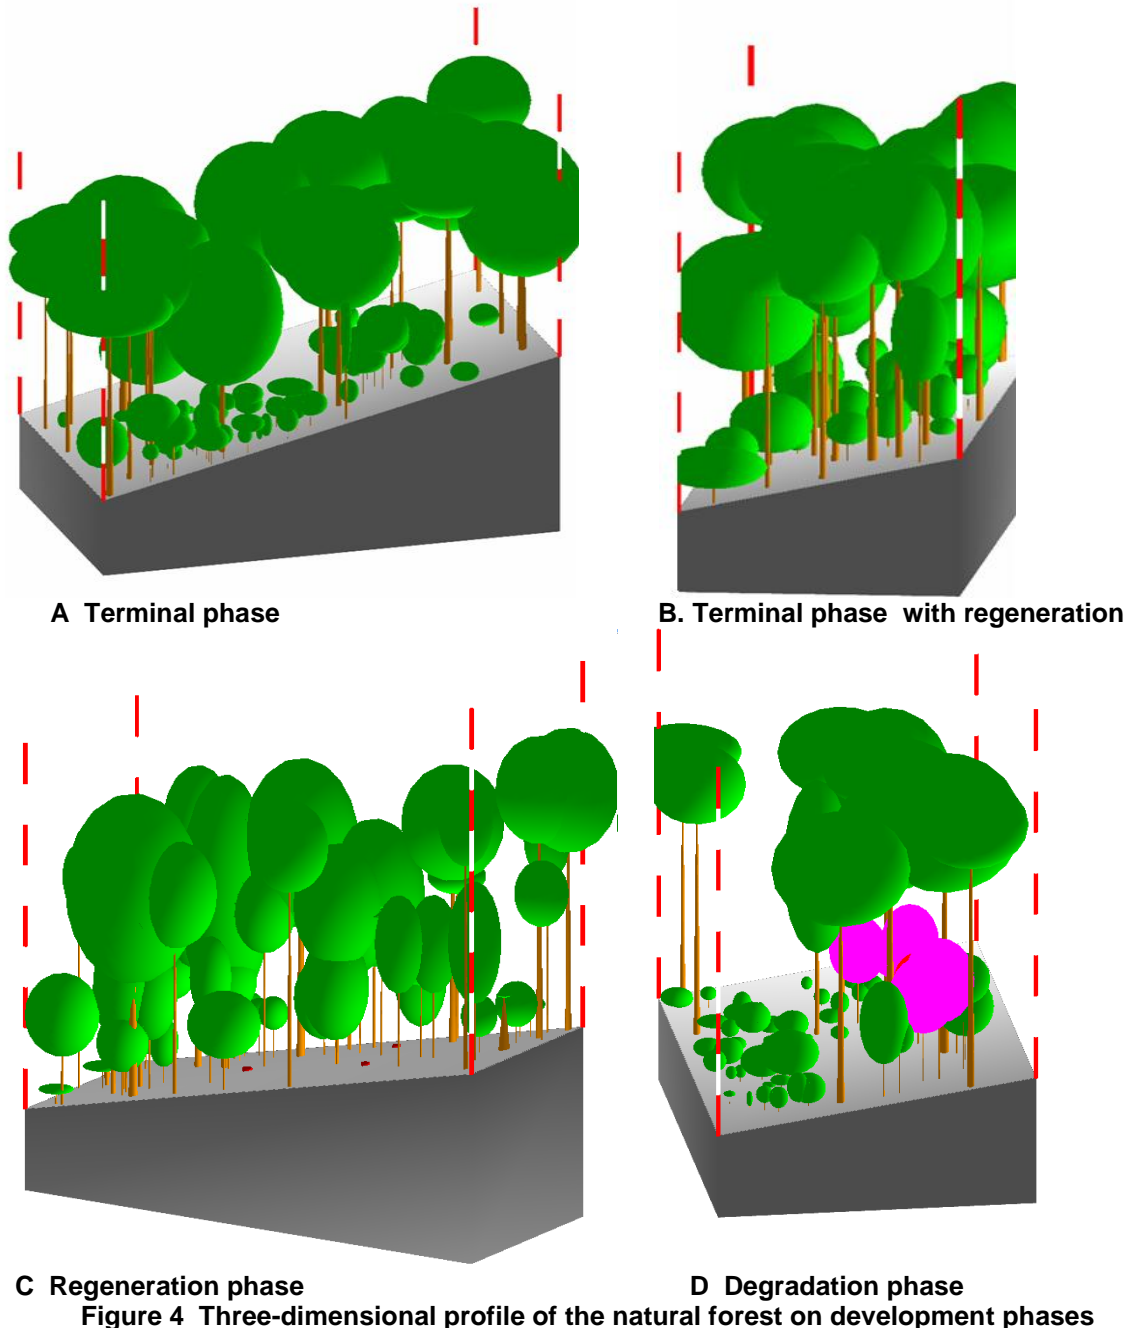 A  Terminal phase
B. Terminal phase  with regeneration
C  Regeneration phase
D  Degradation phase
Figure 4  Three-dimensional profile of the natural forest on development phases